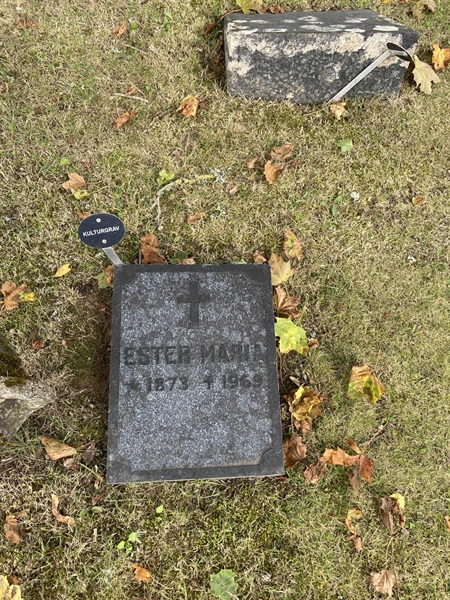 KULTURGRAV
ESTER MARIA
* 1873 † 1969